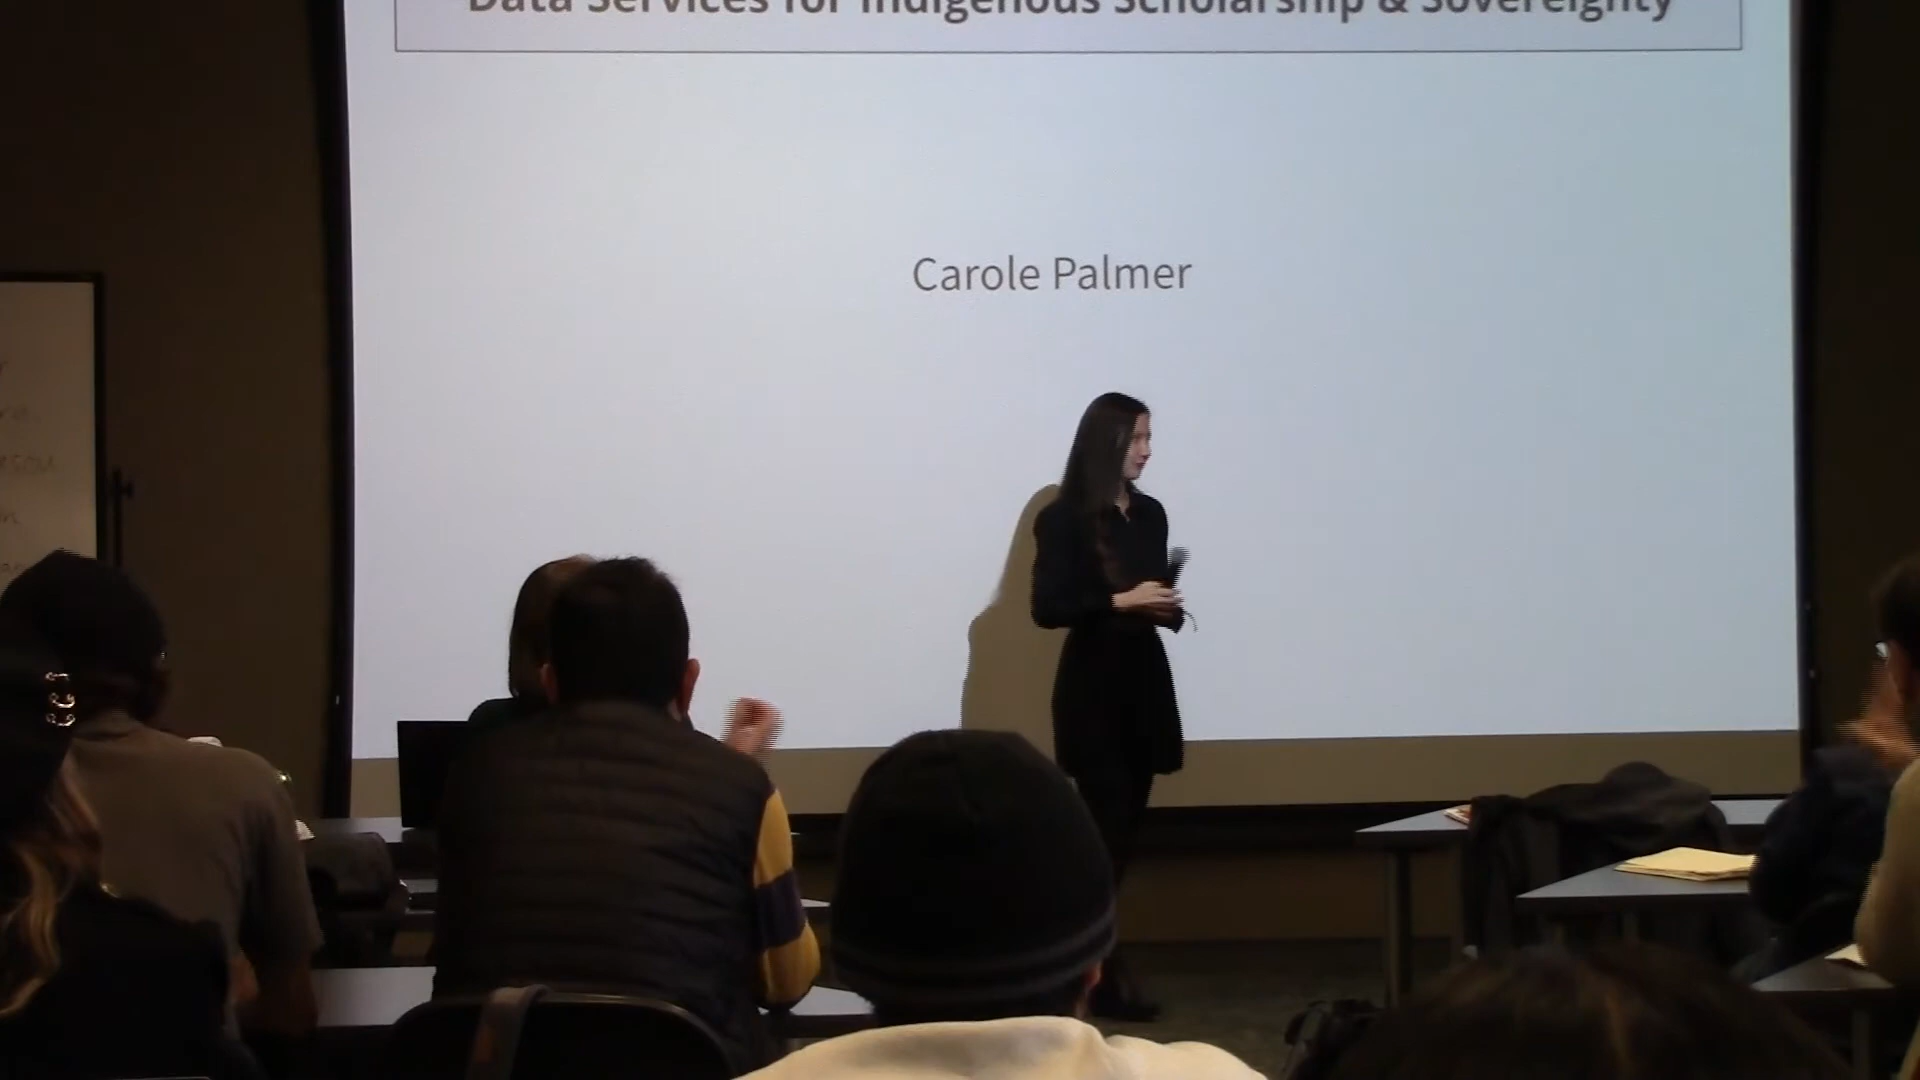 Data Services for Indigenous Scholarship & Sovereignty
Carole Palmer